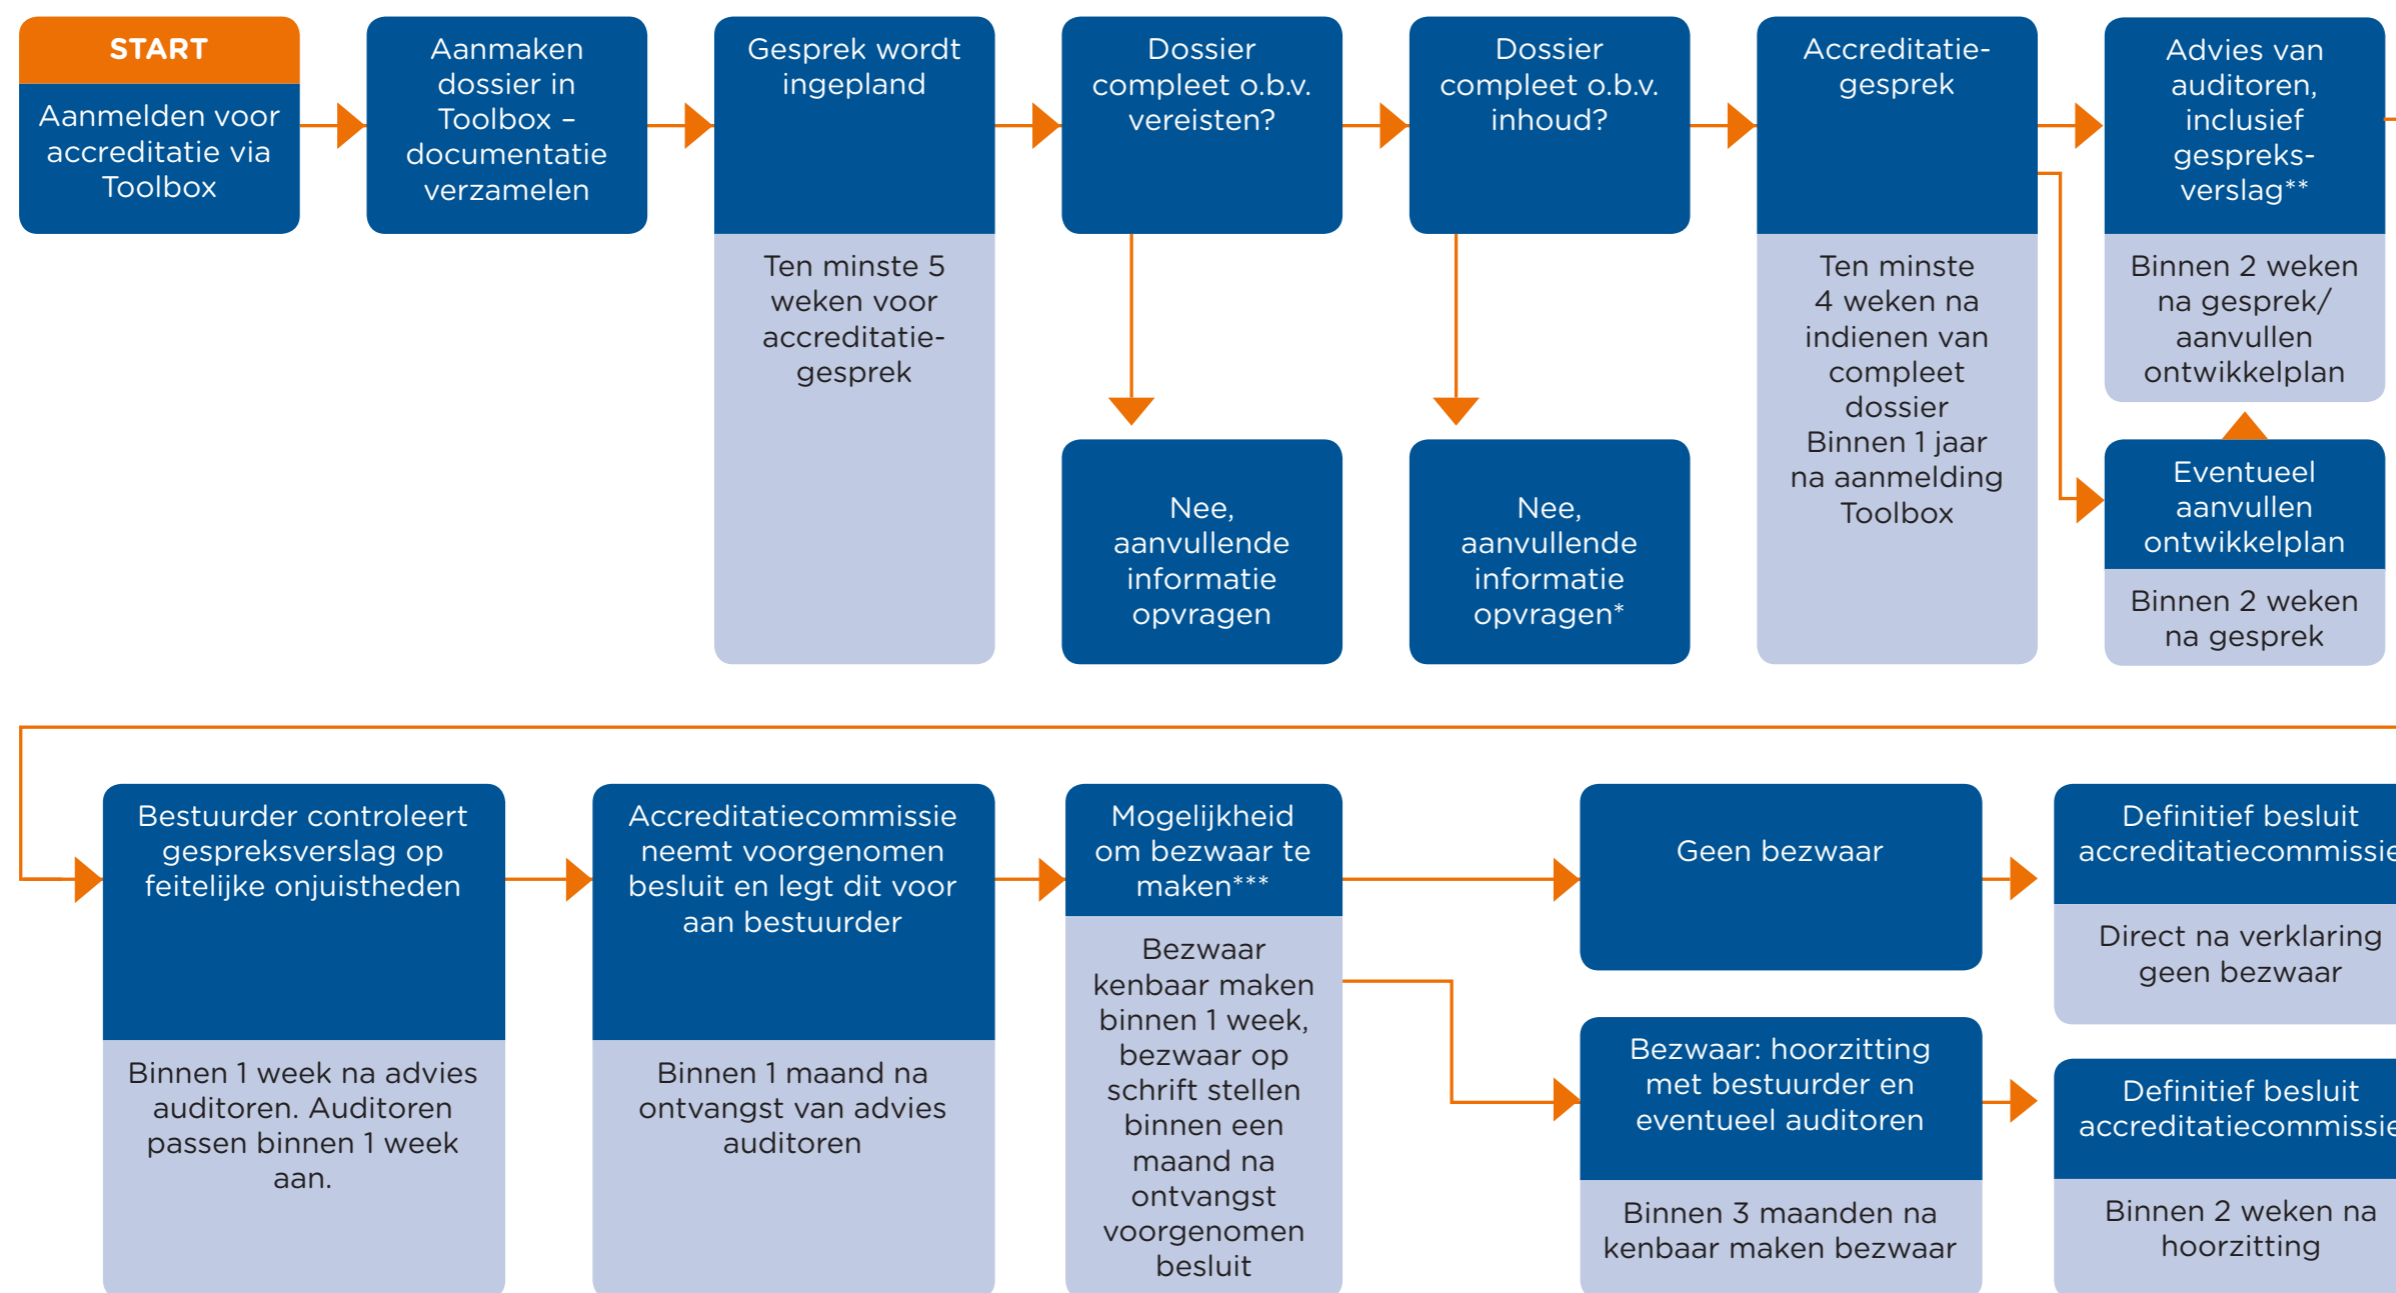 START
Aanmelden voor
accreditatie via
Toolbox
Aanmaken
dossier in
Toolbox –
documentatie
verzamelen
Gesprek wordt
ingepland
Ten minste 5
weken voor
accreditatie-
gesprek
Dossier
compleet o.b.v.
vereisten?
Nee,
aanvullende
informatie
opvragen
Dossier
compleet o.b.v.
inhoud?
Nee,
aanvullende
informatie
opvragen*
Accreditatie-
gesprek
Ten minste
4 weken na
indienen van
compleet
dossier
Binnen 1 jaar
na aanmelding
Toolbox
Advies van
auditoren,
inclusief
gespreks-
verslag**
Binnen 2 weken
na gesprek/
aanvullen
ontwikkelplan
Eventueel
aanvullen
ontwikkelplan
Binnen 2 weken
na gesprek
Bestuurder controleert
gespreksverslag op
feitelijke onjuistheden
Binnen 1 week na advies
auditoren. Auditoren
passen binnen 1 week
aan.
Accreditatiecommissie
neemt voorgenomen
besluit en legt dit voor
aan bestuurder
Binnen 1 maand na
ontvangst van advies
auditoren
Mogelijkheid
om bezwaar te
maken***
Bezwaar
kenbaar maken
binnen 1 week,
bezwaar op
schrift stellen
binnen een
maand na
ontvangst
voorgenomen
besluit
Geen bezwaar
Definitief besluit
accreditatiecommissie
Direct na verklaring
geen bezwaar
Bezwaar: hoorzitting
met bestuurder en
eventueel auditoren
Binnen 3 maanden na
kenbaar maken bezwaar
Definitief besluit
accreditatiecommissie
Binnen 2 weken na
hoorzitting